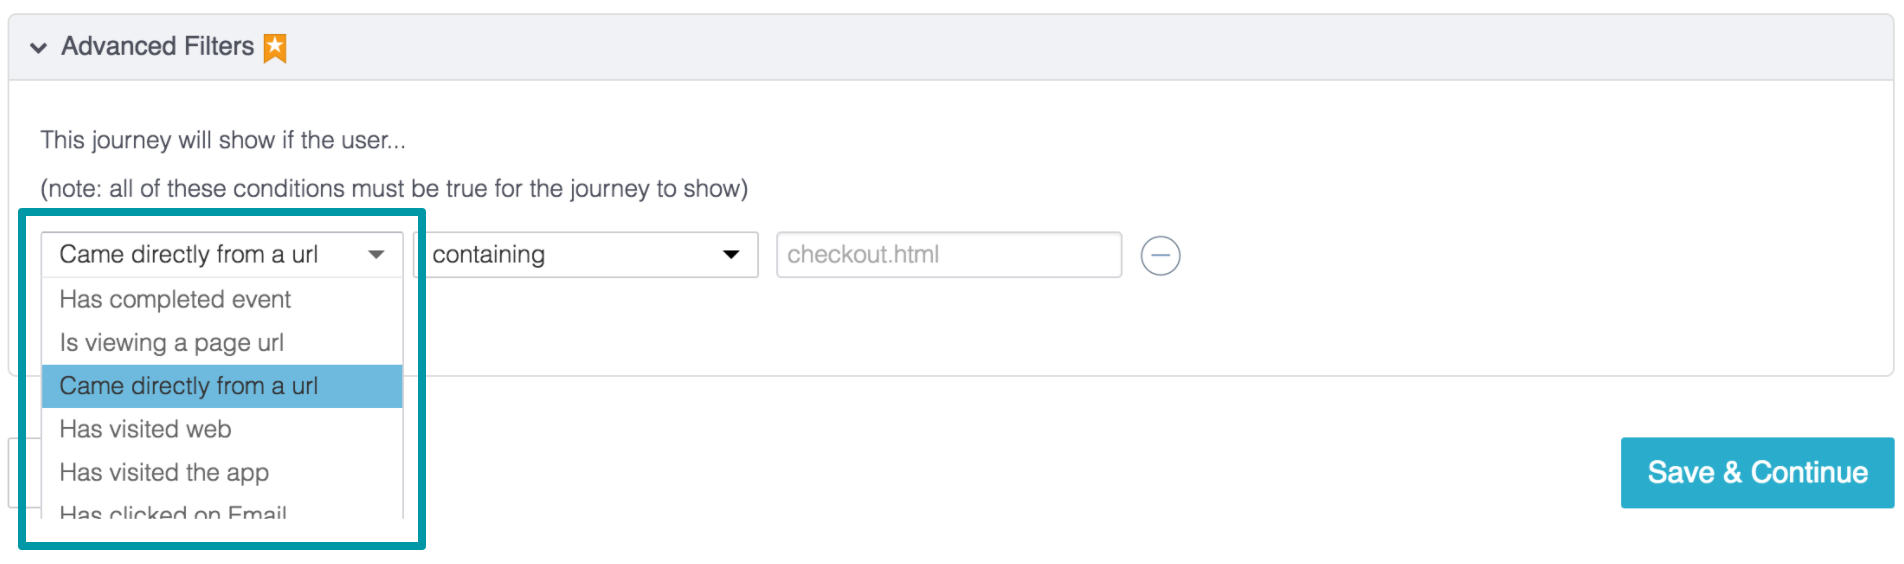 Advanced Filters
This journey will show if the user...
(note: all of these conditions must be true for the journey to show)
Came directly from a url containing checkout.html
Has completed event
Is viewing a page url
Came directly from a url
Has visited web
Has visited the app
Has clicked on Email
Save & Continue